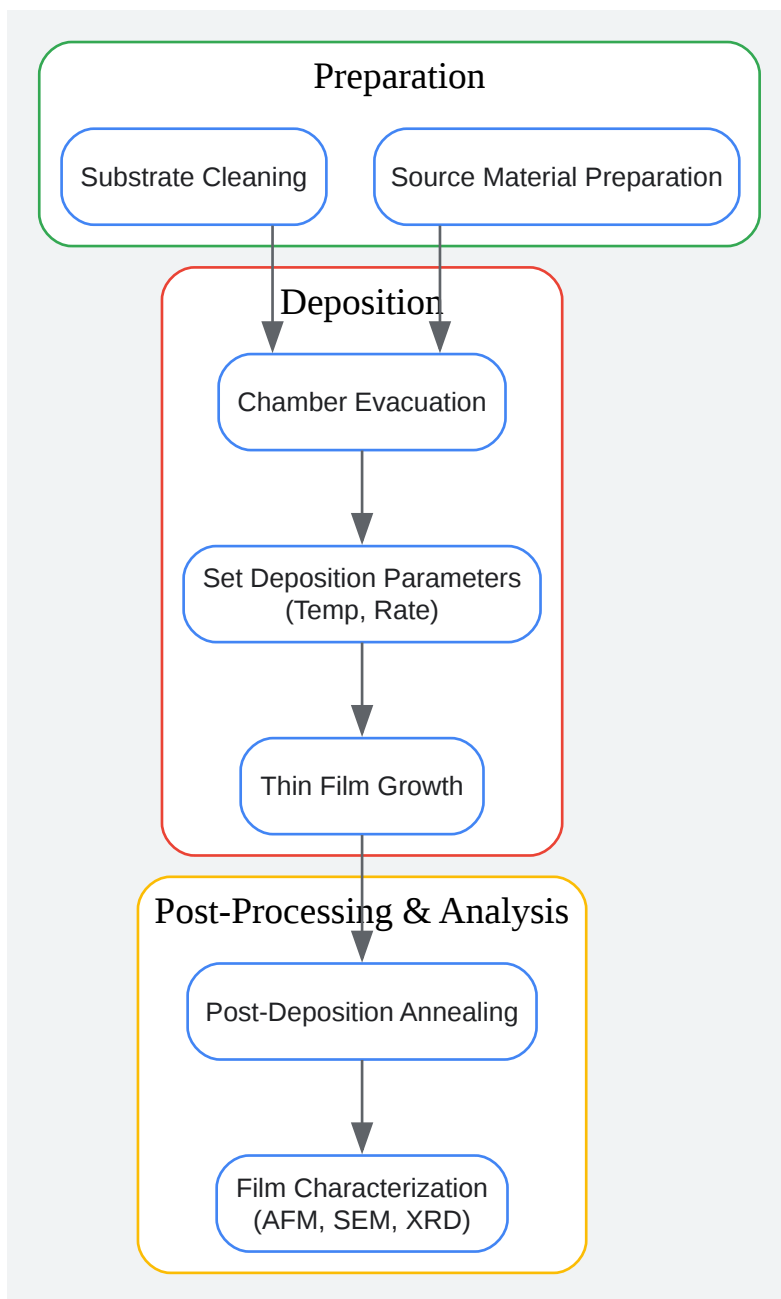 Preparation
Substrate Cleaning
Source Material Preparation
Deposition
Chamber Evacuation
Set Deposition Parameters
(Temp, Rate)
Thin Film Growth
Post-Processing & Analysis
Post-Deposition Annealing
Film Characterization
(AFM, SEM, XRD)